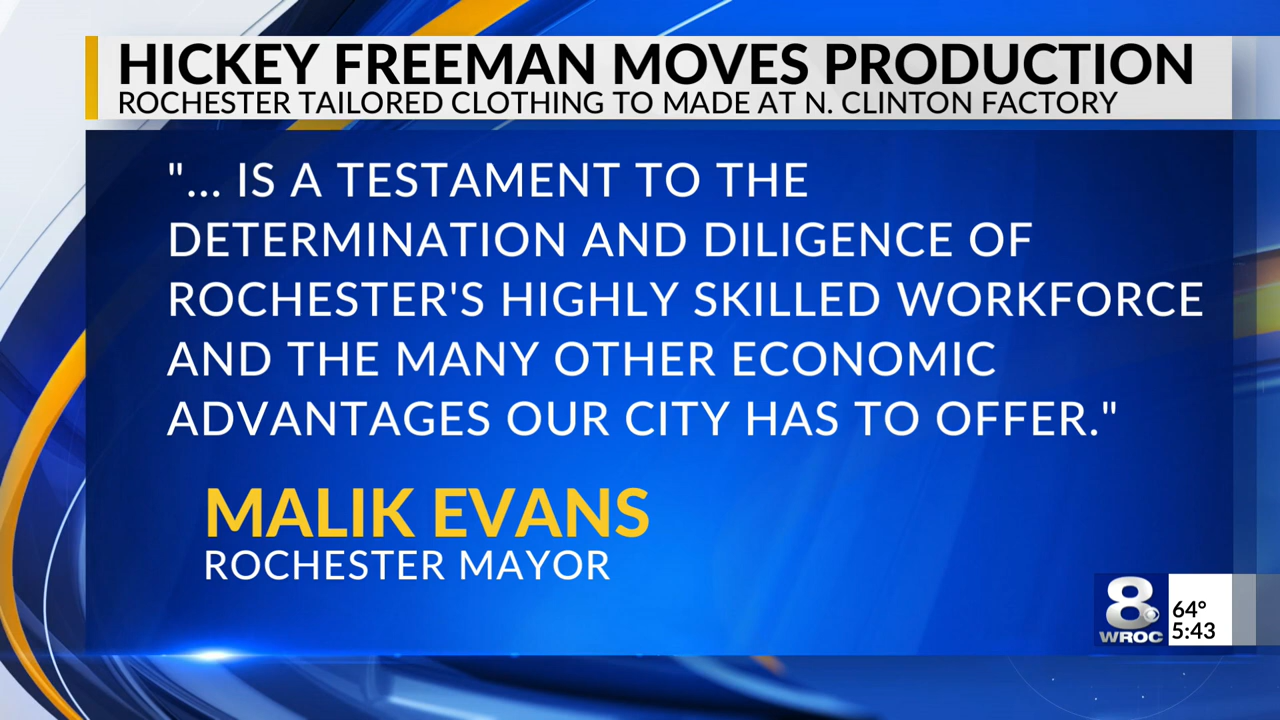 HICKEY FREEMAN MOVES PRODUCTION
ROCHESTER TAILORED CLOTHING TO MADE AT N. CLINTON FACTORY
"... IS A TESTAMENT TO THE
DETERMINATION AND DILIGENCE OF
ROCHESTER'S HIGHLY SKILLED WORKFORCE
AND THE MANY OTHER ECONOMIC
ADVANTAGES OUR CITY HAS TO OFFER."
MALIK EVANS
ROCHESTER MAYOR
8
WROC
64°
5:43